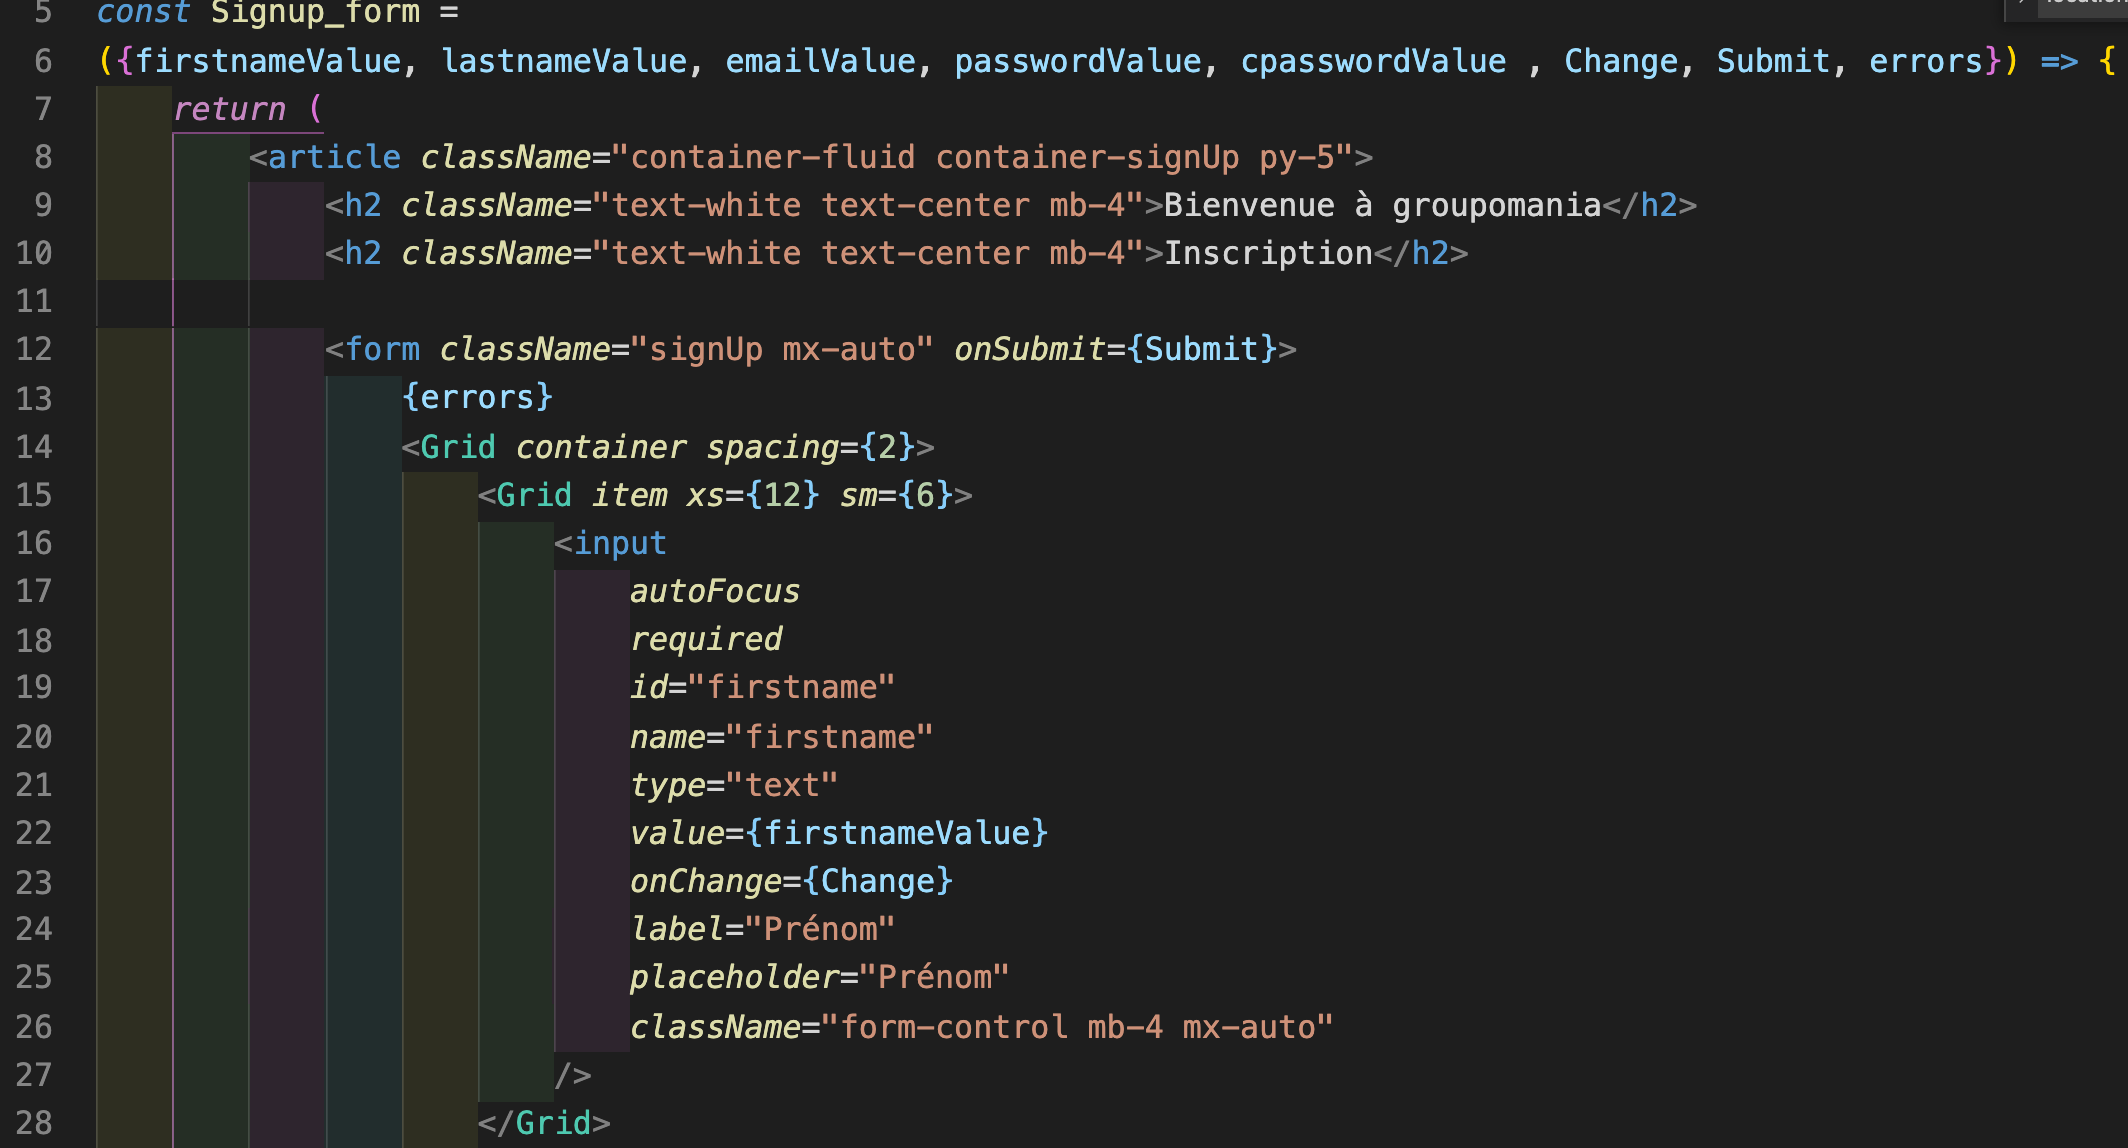 5 const Signup_form =
6 ({firstnameValue, lastnameValue, emailValue, passwordValue, cpasswordValue , Change, Submit, errors}) => {
7 return (
8 <article className="container-fluid container-signUp py-5">
9 <h2 className="text-white text-center mb-4">Bienvenue à groupomania</h2>
10 <h2 className="text-white text-center mb-4">Inscription</h2>
11
12 <form className="signUp mx-auto" onSubmit={Submit}>
13 {errors}
14 <Grid container spacing={2}>
15 <Grid item xs={12} sm={6}>
16 <input
17 autoFocus
18 required
19 id="firstname"
20 name="firstname"
21 type="text"
22 value={firstnameValue}
23 onChange={Change}
24 label="Prénom"
25 placeholder="Prénom"
26 className="form-control mb-4 mx-auto"
27 />
28 </Grid>